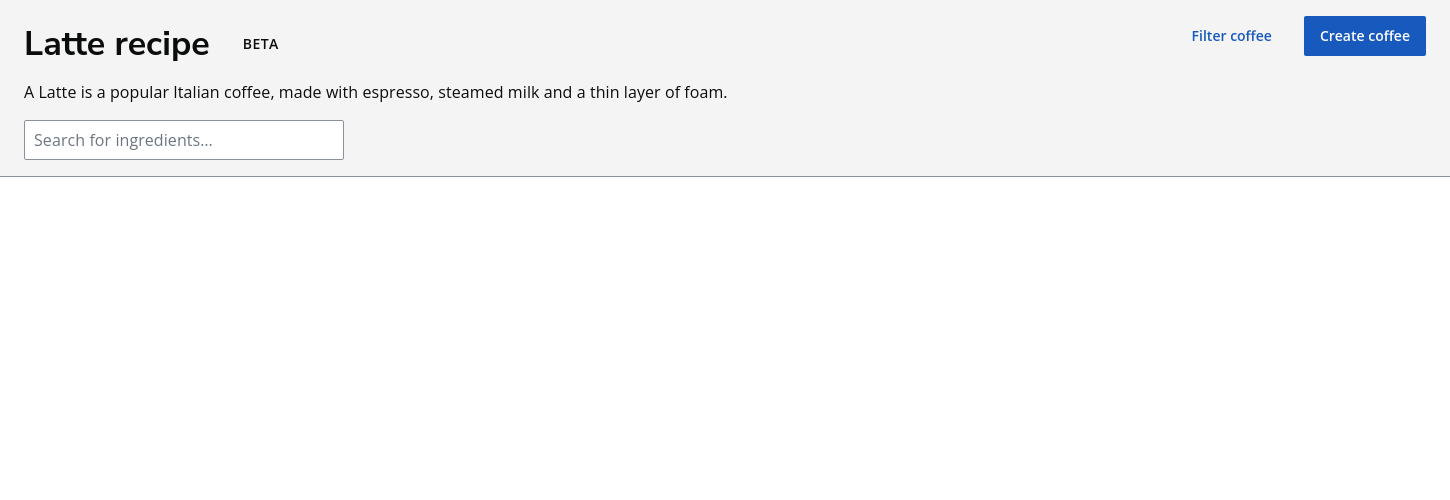 Latte recipe BETA
Filter coffee
Create coffee
A Latte is a popular Italian coffee, made with espresso, steamed milk and a thin layer of foam.
Search for ingredients...